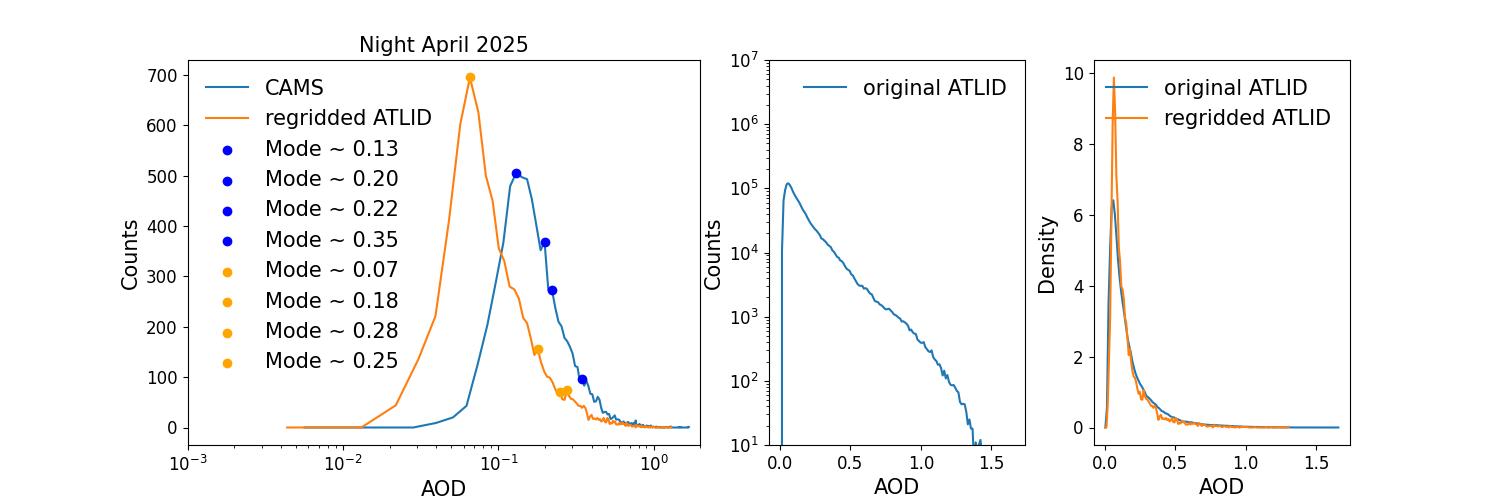 Night April 2025
CAMS
regridded ATLID
Mode ~ 0.13
Mode ~ 0.20
Mode ~ 0.22
Mode ~ 0.35
Mode ~ 0.07
Mode ~ 0.18
Mode ~ 0.28
Mode ~ 0.25
700
600
500
400
300
200
100
0
Counts
10⁻³
10⁻²
10⁻¹
10⁰
AOD
original ATLID
10⁷
10⁶
10⁵
10⁴
10³
10²
10¹
Counts
0.0
0.5
1.0
1.5
AOD
original ATLID
regridded ATLID
10
8
6
4
2
0
Density
0.0
0.5
1.0
1.5
AOD